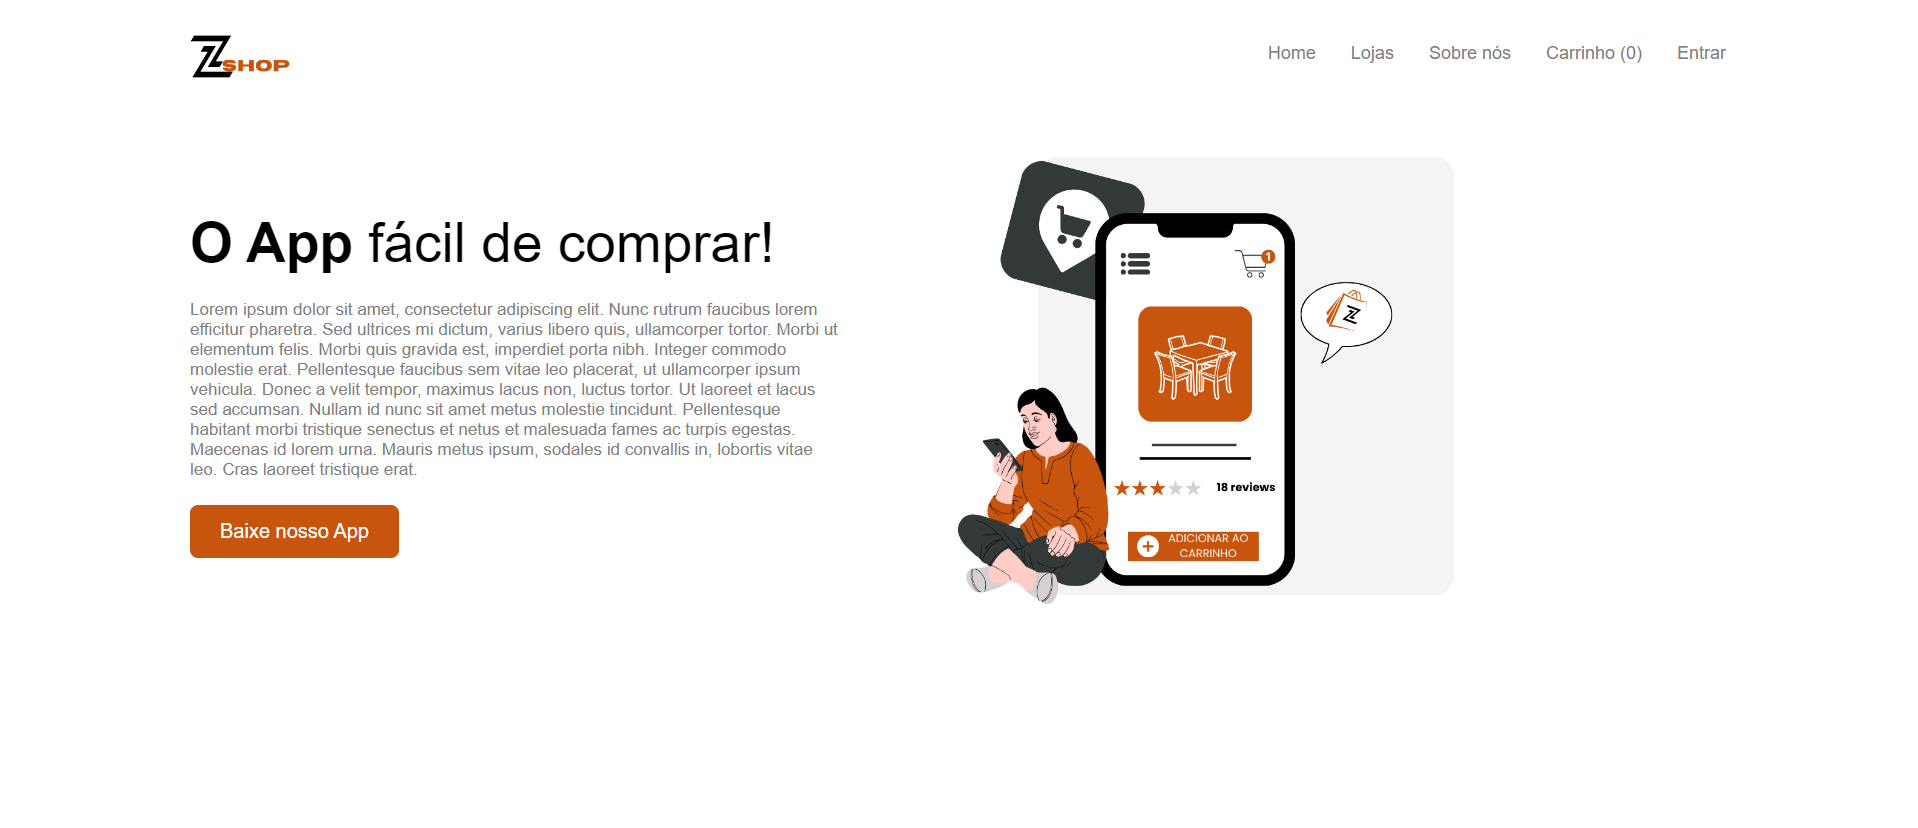 Z SHOP
Home Lojas Sobre nós Carrinho (0) Entrar
O App fácil de comprar!
Lorem ipsum dolor sit amet, consectetur adipiscing elit. Nunc rutrum faucibus lorem
efficitur pharetra. Sed ultrices mi dictum, varius libero quis, ullamcorper tortor. Morbi ut
elementum felis. Morbi quis gravida est, imperdiet porta nibh. Integer commodo
molestie erat. Pellentesque faucibus sem vitae leo placerat, ut ullamcorper ipsum
vehicula. Donec a velit tempor, maximus lacus non, luctus tortor. Ut laoreet et lacus
sed accumsan. Nullam id nunc sit amet metus molestie tincidunt. Pellentesque
habitant morbi tristique senectus et netus et malesuada fames ac turpis egestas.
Maecenas id lorem urna. Mauris metus ipsum, sodales id convallis in, lobortis vitae
leo. Cras laoreet tristique erat.
Baixe nosso App
1
Z
18 reviews
ADICIONAR AO
CARRINHO